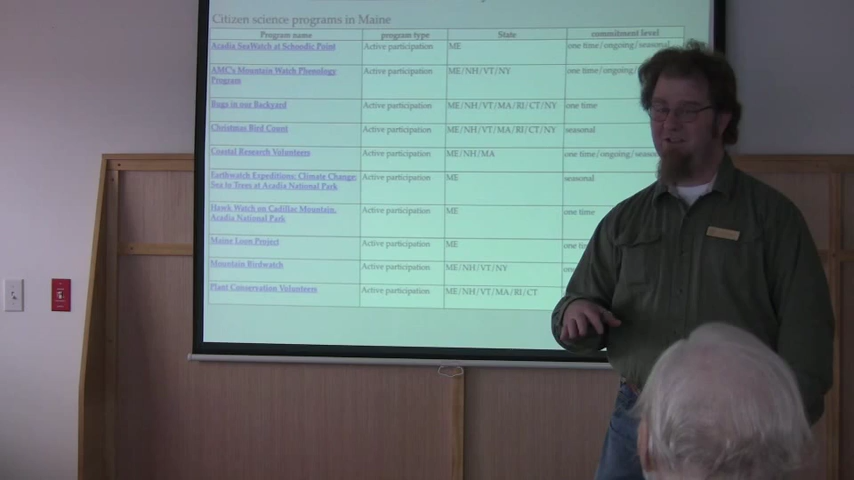 Citizen science programs in Maine
Program name program type State commitment level
Acadia SeaWatch at Schoodic Point Active participation ME one time/ongoing/seasonal
AMC's Mountain Watch Phenology Active participation ME/NH/VT/NY one time/ongoing/
Program
Bugs in our Backyard Active participation ME/NH/VT/MA/RI/CT/NY one time
Christmas Bird Count Active participation ME/NH/VT/MA/RI/CT/NY seasonal
Coastal Research Volunteers Active participation ME/NH/MA one time/ongoing/seaso
Earthwatch Expeditions: Climate Change: Active participation ME seasonal
Sea to Trees at Acadia National Park
Hawk Watch on Cadillac Mountain, Active participation ME one time
Acadia National Park
Maine Loon Project Active participation ME one ti
Mountain Birdwatch Active participation ME/NH/VT/NY on
Plant Conservation Volunteers Active participation ME/NH/VT/MA/RI/CT